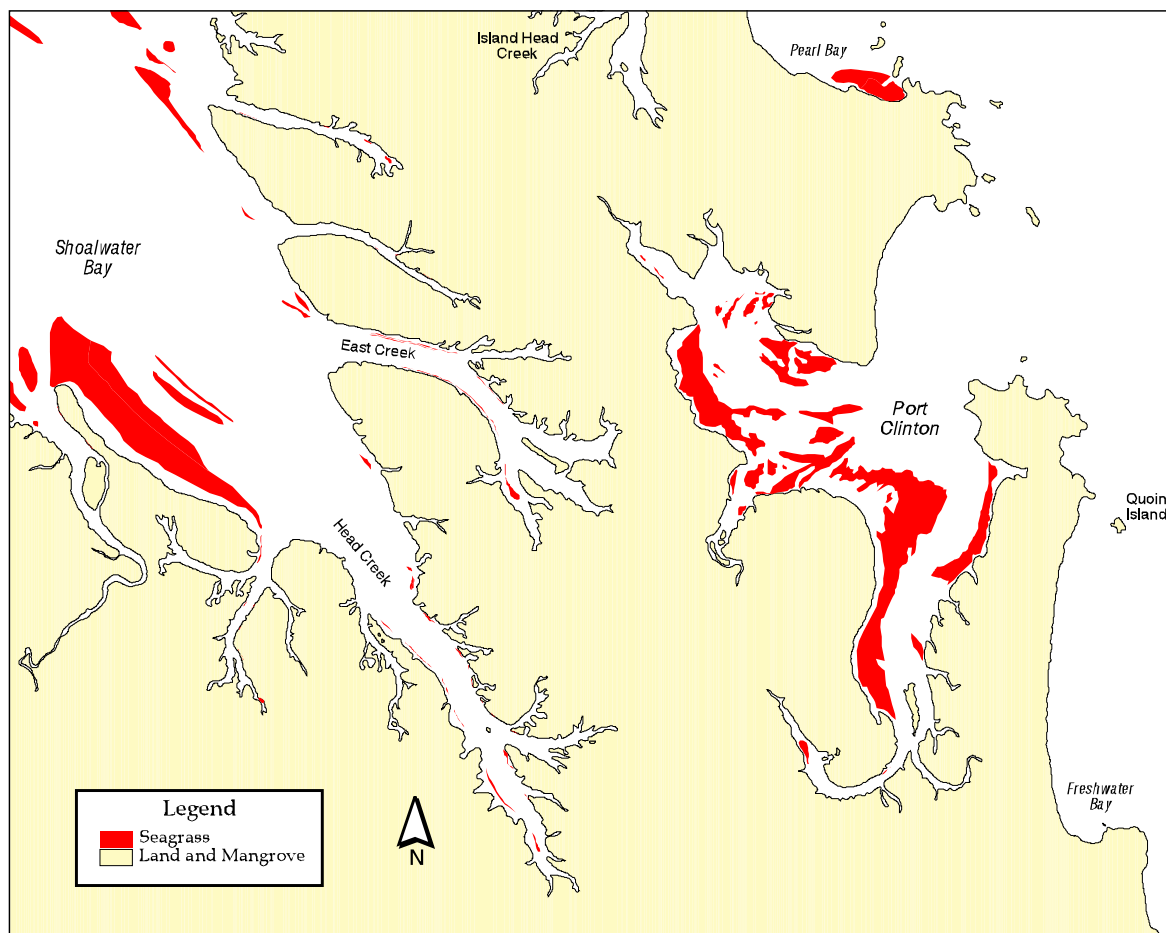 Island Head
Creek
Pearl Bay
Shoalwater
Bay
East Creek
Port
Clinton
Quoin
Island
Head Creek
Freshwater
Bay
Legend
Seagrass
Land and Mangrove
N